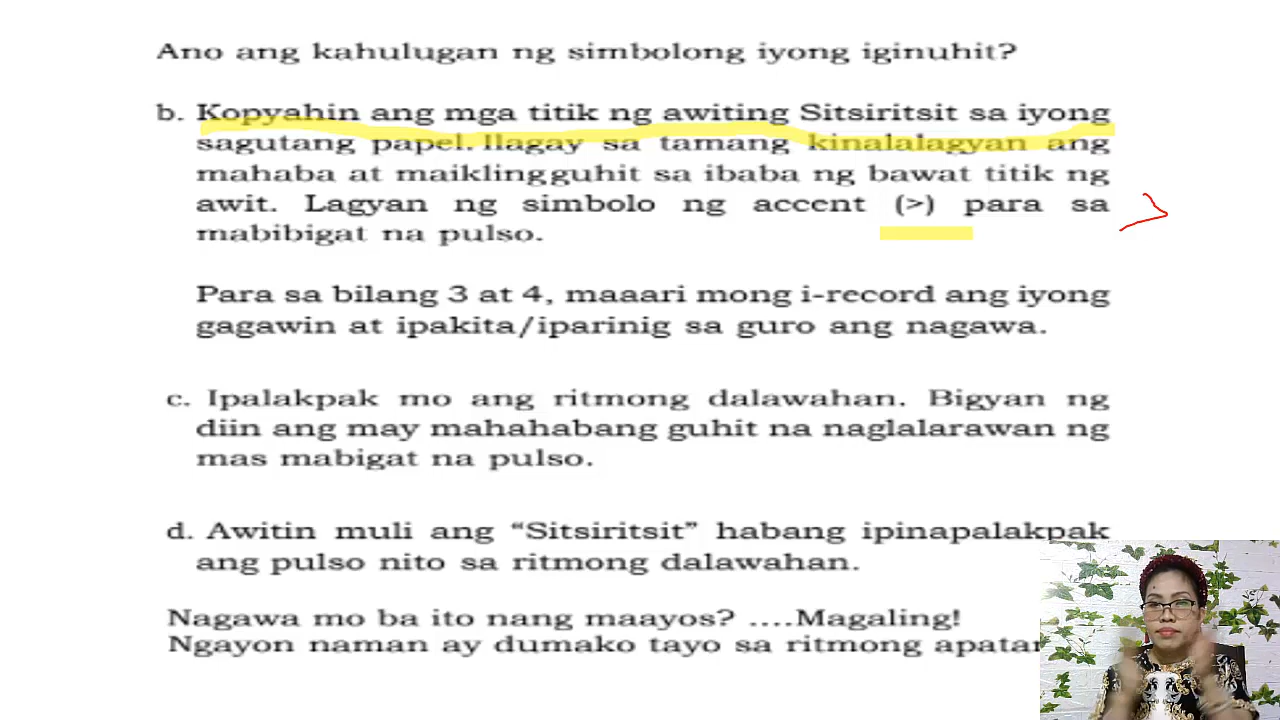 Ano ang kahulugan ng simbolong iyong iginuhit?
b. Kopyahin ang mga titik ng awiting Sitsiritsit sa iyong
sagutang papel. Ilagay sa tamang kinalalagyan ang
mahaba at maiklingguhit sa ibaba ng bawat titik ng
awit. Lagyan ng simbolo ng accent (>) para sa
mabibigat na pulso.
>
Para sa bilang 3 at 4, maaari mong i-record ang iyong
gagawin at ipakita/iparinig sa guro ang nagawa.
c. Ipalakpak mo ang ritmong dalawahan. Bigyan ng
diin ang may mahahabang guhit na naglalarawan ng
mas mabigat na pulso.
d. Awitin muli ang “Sitsiritsit” habang ipinapalakpak
ang pulso nito sa ritmong dalawahan.
Nagawa mo ba ito nang maayos? ....Magaling!
Ngayon naman ay dumako tayo sa ritmong